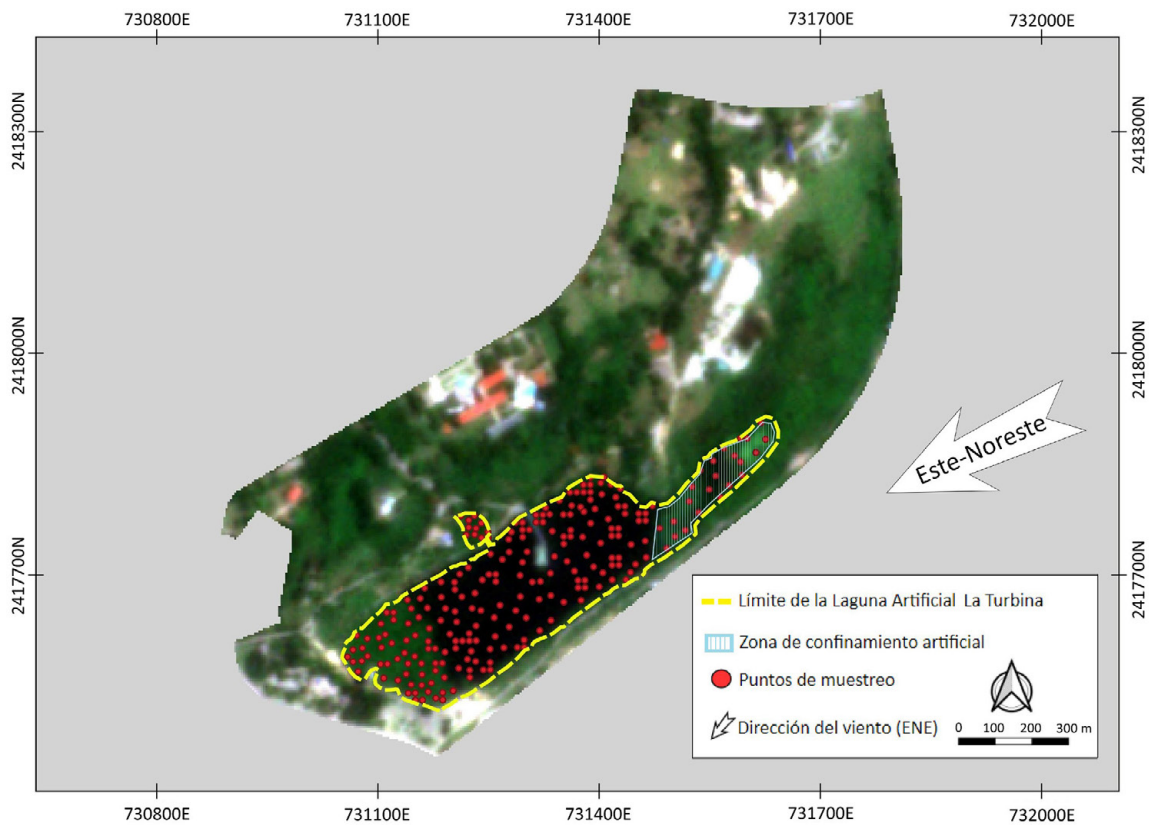 730800E 731100E 731400E 731700E 732000E
2418300N 2418300N
2418000N 2418000N
Este-Noreste
2417700N 2417700N
Límite de la Laguna Artificial La Turbina
Zona de confinamiento artificial
Puntos de muestreo
Dirección del viento (ENE)
0 100 200 300 m
730800E 731100E 731400E 731700E 732000E